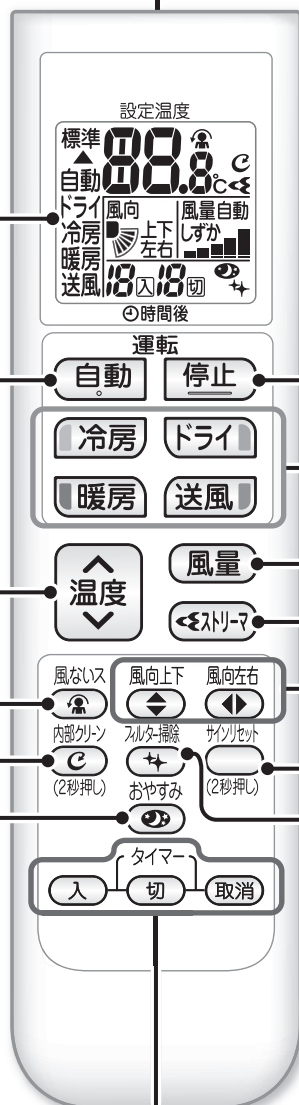 設定温度
標準
88.8℃
自動
ドライ 風向 風量自動
冷房 上下 しずか
暖房 左右
送風 18入18切
時間後
運転
自動 停止
冷房 ドライ
暖房 送風
温度 風量
ストリーマ
風ないス 風向上下 風向左右
内部クリーン フィルター掃除 サインリセット
(2秒押し) (2秒押し)
おやすみ
タイマー
入 切 取消